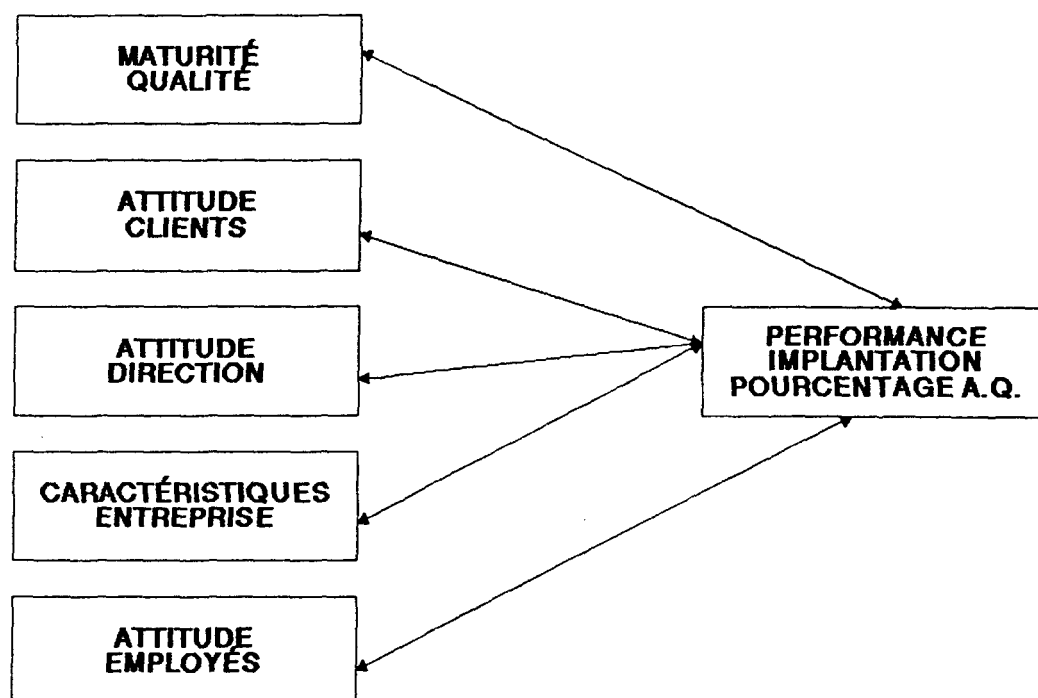 MATURITÉ
QUALITÉ
ATTITUDE
CLIENTS
ATTITUDE
DIRECTION
CARACTÉRISTIQUES
ENTREPRISE
ATTITUDE
EMPLOYÉS
PERFORMANCE
IMPLANTATION
POURCENTAGE A.Q.